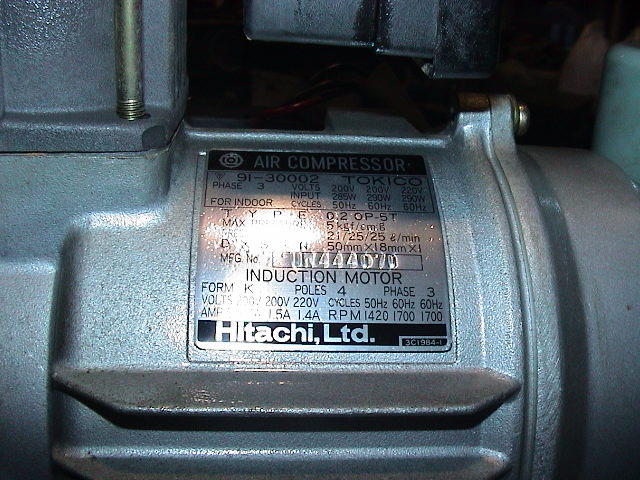 AIR COMPRESSOR
91-30002 TOKICO
PHASE 3 VOLTS 200V 200V 220V
INPUT 285W 290W 290W
FOR INDOOR CYCLES 50Hz 60Hz 60Hz
TYPE 0.2 OP-5T
MAX
21/25/25 ℓ/min
50mm×18mm×1
MFG. No.
INDUCTION MOTOR
FORM K POLES 4 PHASE 3
VOLTS 200V 220V CYCLES 50Hz 60Hz 60Hz
AMP 1.5A 1.4A RPM 1420 1700 1700
Hitachi, Ltd.
3C1984-1